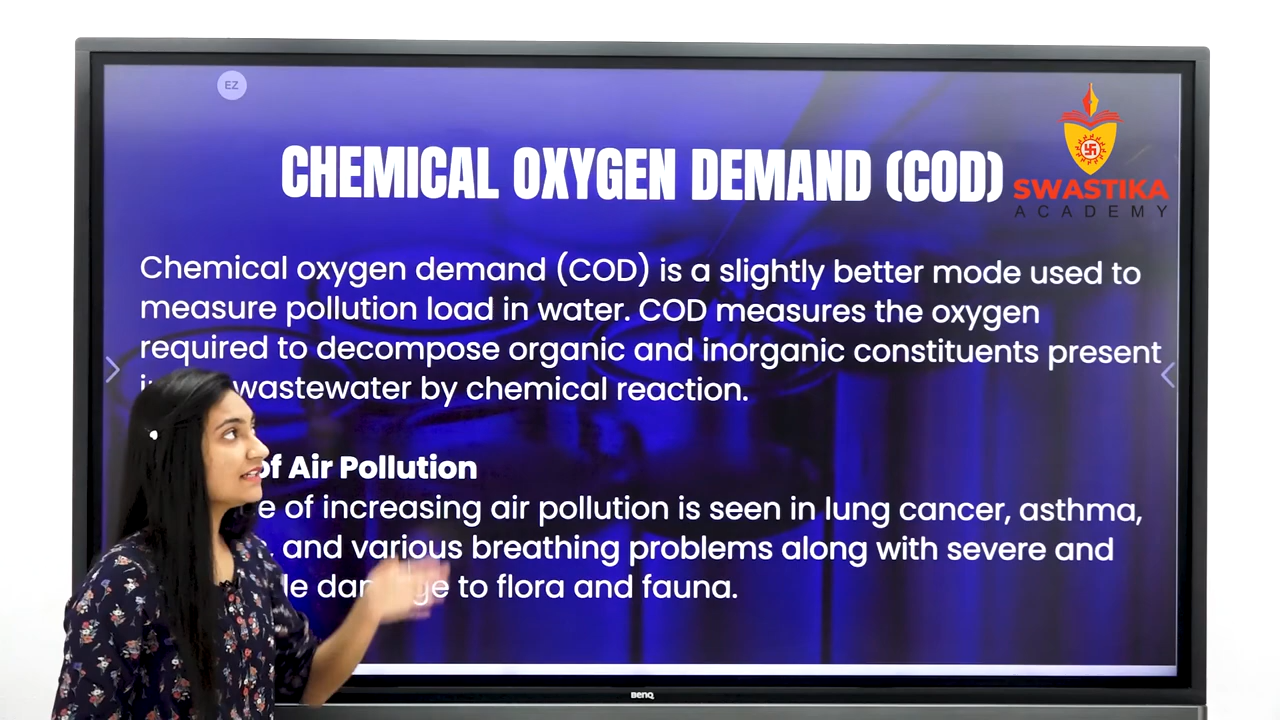 EZ
CHEMICAL OXYGEN DEMAND (COD)
SWASTIKA
ACADEMY
Chemical oxygen demand (COD) is a slightly better mode used to
measure pollution load in water. COD measures the oxygen
required to decompose organic and inorganic constituents present
wastewater by chemical reaction.
of Air Pollution
of increasing air pollution is seen in lung cancer, asthma,
and various breathing problems along with severe and
to flora and fauna.
BenQ